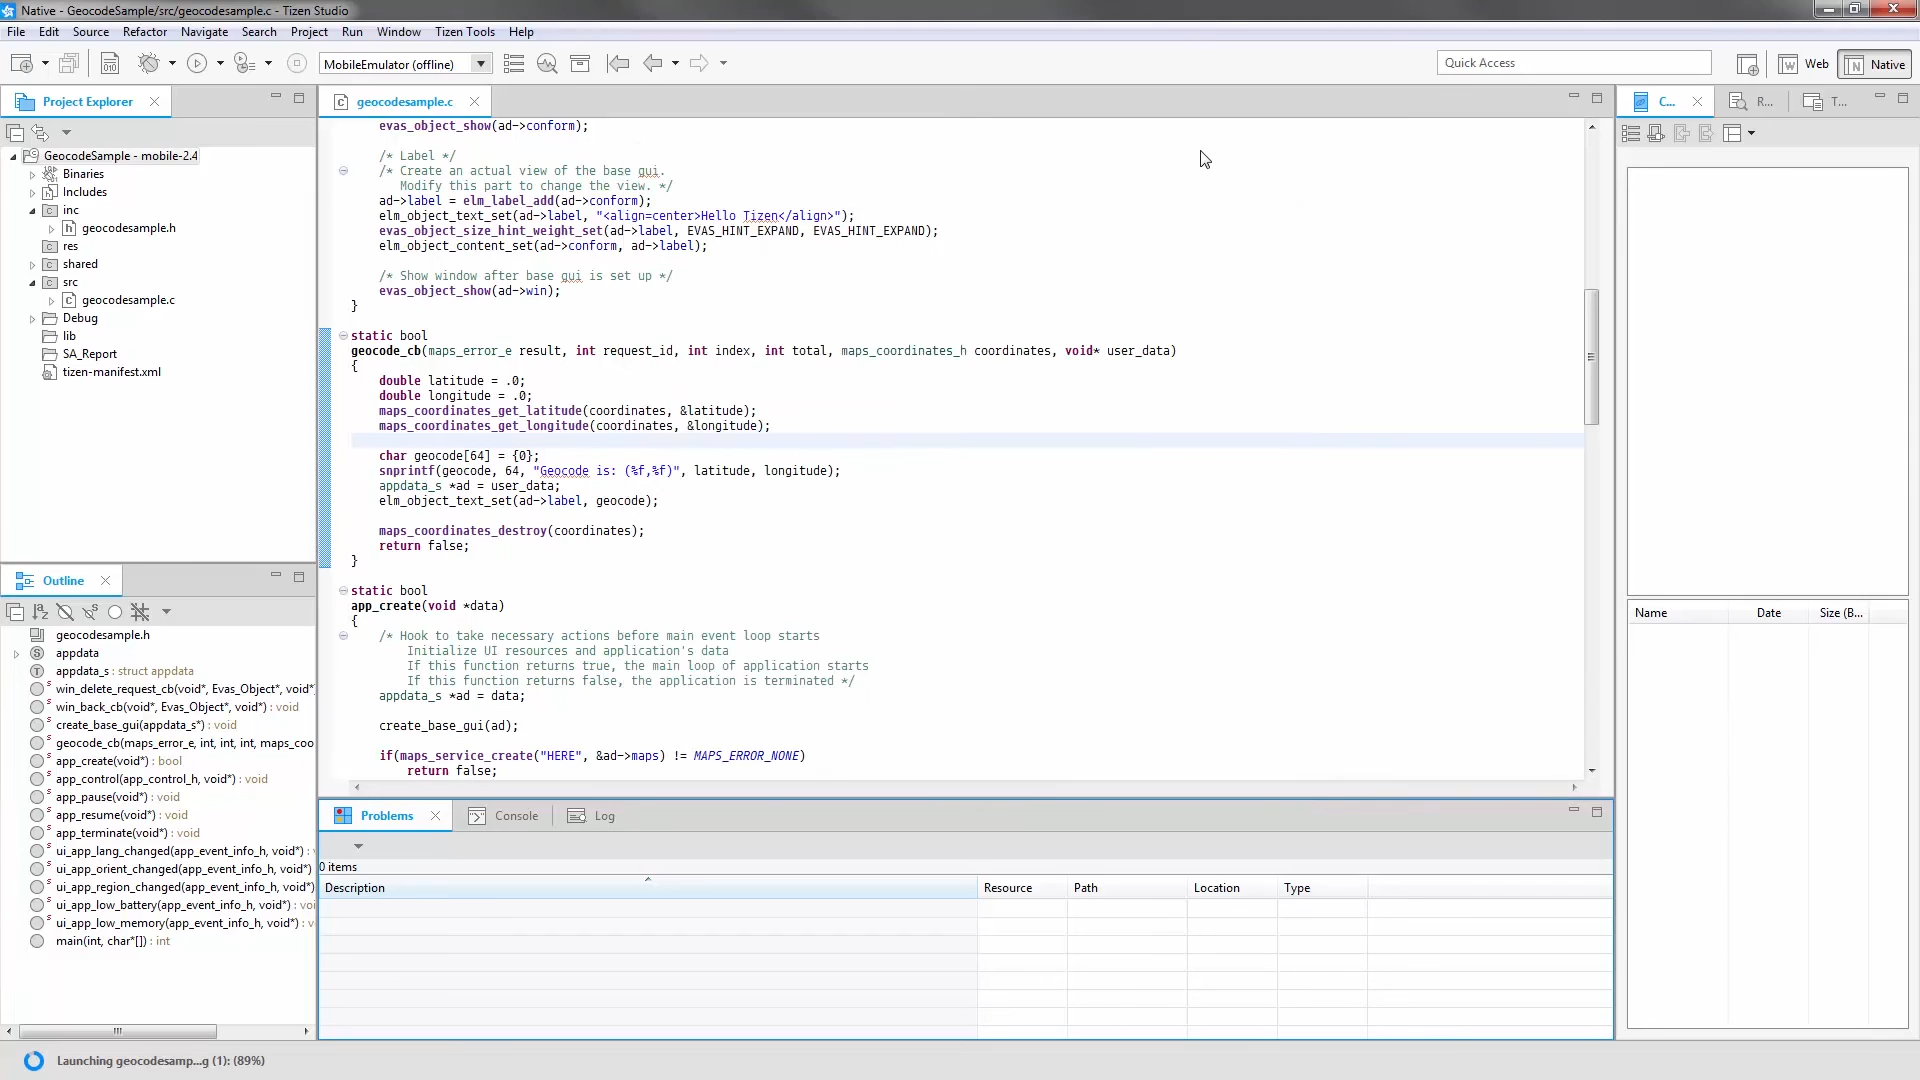 Native - GeocodeSample/src/geocodesample.c - Tizen Studio
File Edit Source Refactor Navigate Search Project Run Window Tizen Tools Help
MobileEmulator (offline)
Quick Access
Web
Native
Project Explorer
geocodesample.c
C...
R...
T...
GeocodeSample - mobile-2.4
Binaries
Includes
inc
geocodesample.h
res
shared
src
geocodesample.c
Debug
lib
SA_Report
tizen-manifest.xml
evas_object_show(ad->conform);
/* Label */
/* Create an actual view of the base gui.
Modify this part to change the view. */
ad->label = elm_label_add(ad->conform);
elm_object_text_set(ad->label, "<align=center>Hello Tizen</align>");
evas_object_size_hint_weight_set(ad->label, EVAS_HINT_EXPAND, EVAS_HINT_EXPAND);
elm_object_content_set(ad->conform, ad->label);
/* Show window after base gui is set up */
evas_object_show(ad->win);
}
static bool
geocode_cb(maps_error_e result, int request_id, int index, int total, maps_coordinates_h coordinates, void* user_data)
{
double latitude = .0;
double longitude = .0;
maps_coordinates_get_latitude(coordinates, &latitude);
maps_coordinates_get_longitude(coordinates, &longitude);
char geocode[64] = {0};
snprintf(geocode, 64, "Geocode is: (%f,%f)", latitude, longitude);
appdata_s *ad = user_data;
elm_object_text_set(ad->label, geocode);
maps_coordinates_destroy(coordinates);
return false;
}
static bool
app_create(void *data)
{
/* Hook to take necessary actions before main event loop starts
Initialize UI resources and application's data
If this function returns true, the main loop of application starts
If this function returns false, the application is terminated */
appdata_s *ad = data;
create_base_gui(ad);
if(maps_service_create("HERE", &ad->maps) != MAPS_ERROR_NONE)
return false;
Outline
geocodesample.h
appdata
appdata_s : struct appdata
win_delete_request_cb(void*, Evas_Object*, void*
win_back_cb(void*, Evas_Object*, void*) : void
create_base_gui(appdata_s*) : void
geocode_cb(maps_error_e, int, int, int, maps_coo
app_create(void*) : bool
app_control(app_control_h, void*) : void
app_pause(void*) : void
app_resume(void*) : void
app_terminate(void*) : void
ui_app_lang_changed(app_event_info_h, void*) :
ui_app_orient_changed(app_event_info_h, void*)
ui_app_region_changed(app_event_info_h, void*)
ui_app_low_battery(app_event_info_h, void*) : voi
ui_app_low_memory(app_event_info_h, void*) : v
main(int, char*[]) : int
Name Date Size (B...
Problems
Console
Log
0 items
Description Resource Path Location Type
Launching geocodesamp...g (1): (89%)